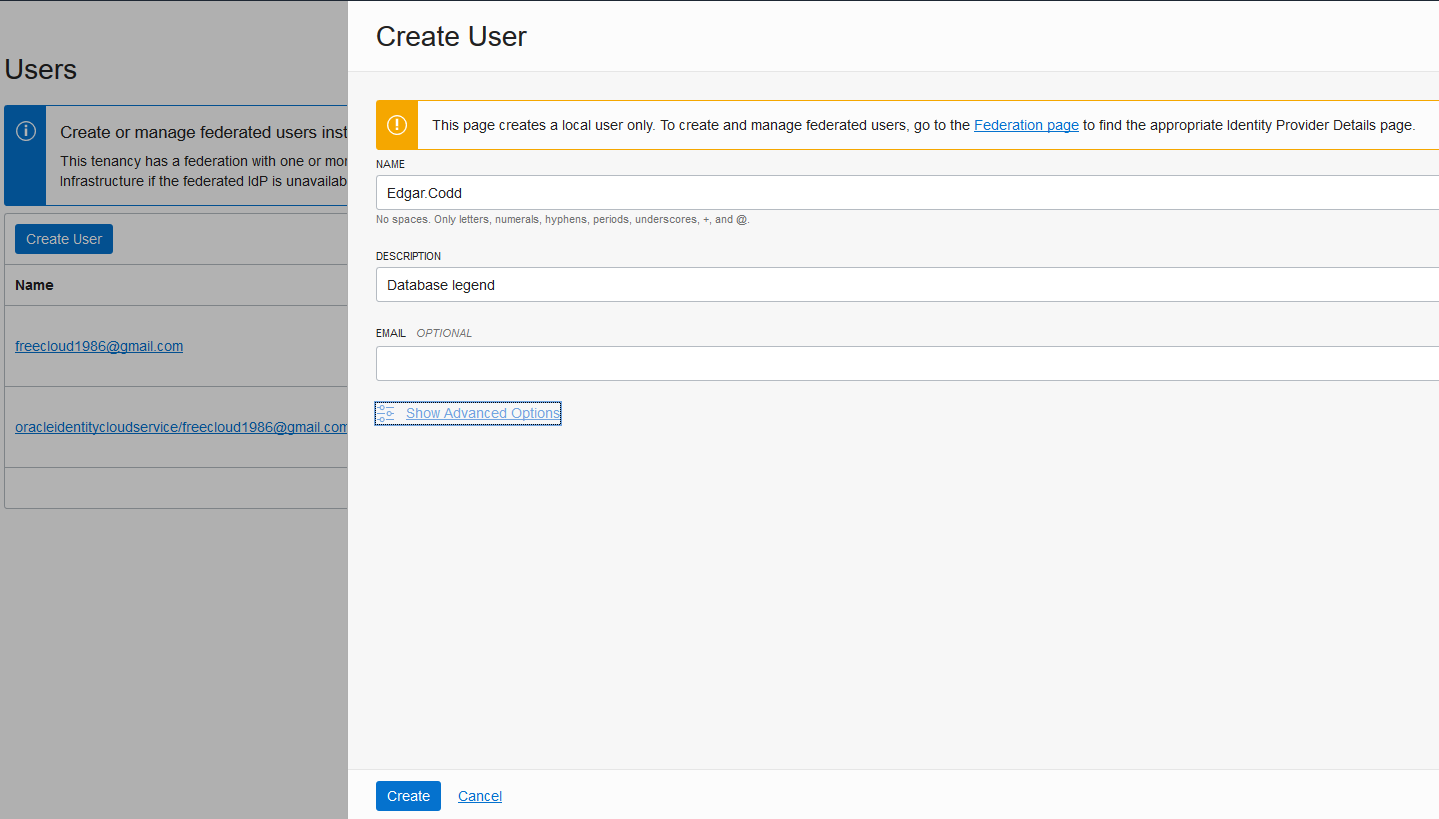 Users
Create or manage federated users inst
This tenancy has a federation with one or mor
Infrastructure if the federated IdP is unavailab
Create User
Name
freecloud1986@gmail.com
oracleidentitycloudservice/freecloud1986@gmail.com
Create User
This page creates a local user only. To create and manage federated users, go to the Federation page to find the appropriate Identity Provider Details page.
NAME
Edgar.Codd
No spaces. Only letters, numerals, hyphens, periods, underscores, +, and @.
DESCRIPTION
Database legend
EMAIL OPTIONAL
Show Advanced Options
Create Cancel